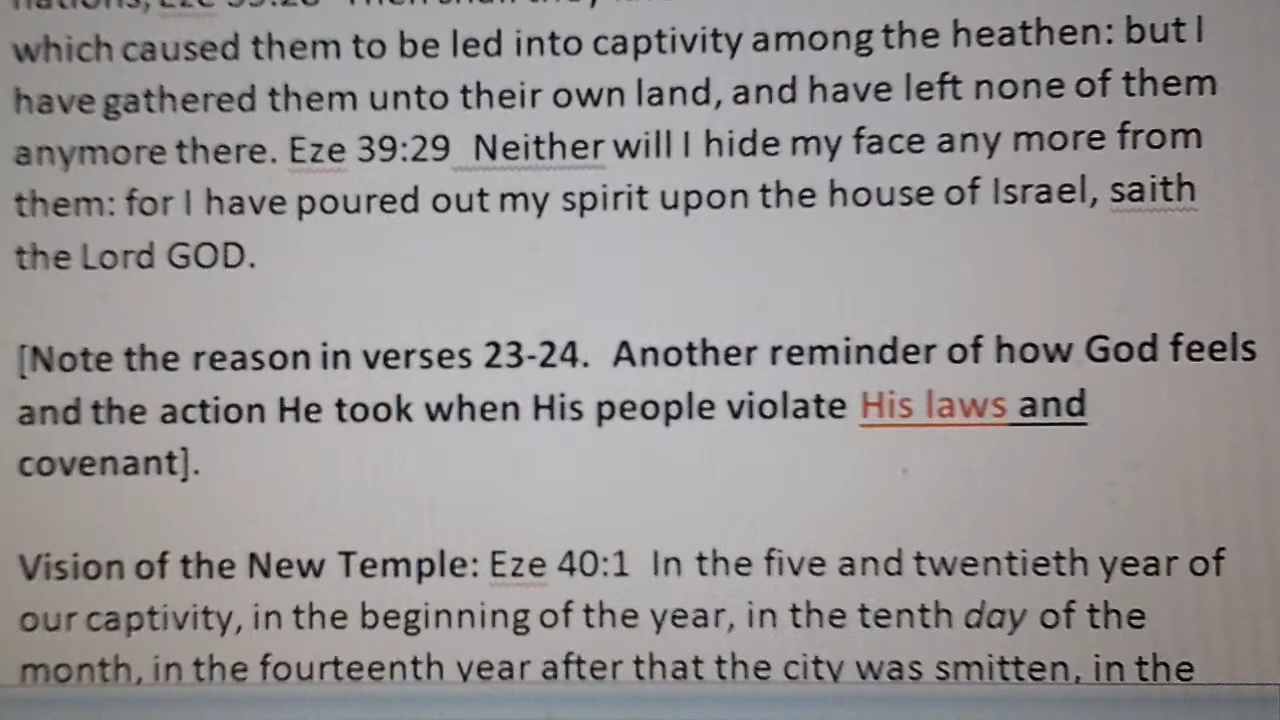 which caused them to be led into captivity among the heathen: but I
have gathered them unto their own land, and have left none of them
anymore there. Eze 39:29  Neither will I hide my face any more from
them: for I have poured out my spirit upon the house of Israel, saith
the Lord GOD.
[Note the reason in verses 23-24.  Another reminder of how God feels
and the action He took when His people violate His laws and
covenant].
Vision of the New Temple: Eze 40:1  In the five and twentieth year of
our captivity, in the beginning of the year, in the tenth day of the
month, in the fourteenth year after that the city was smitten, in the